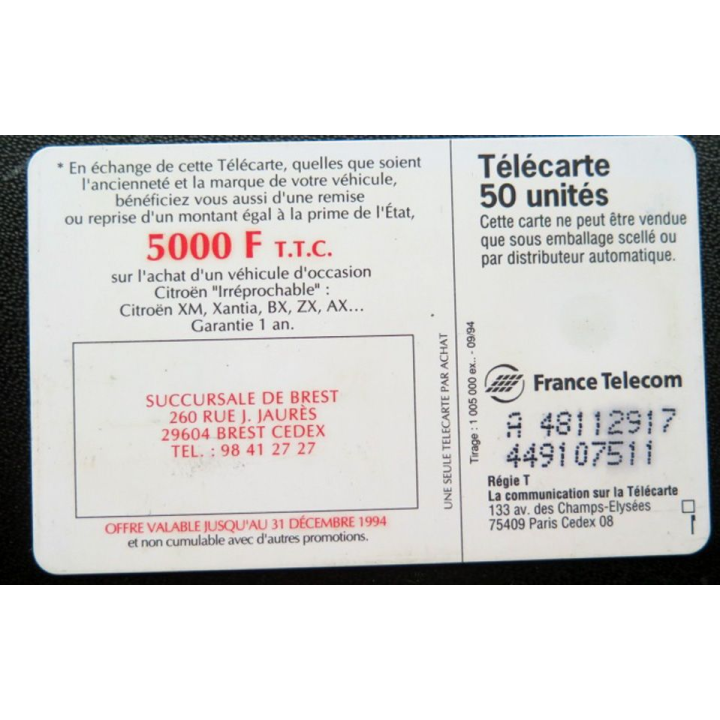 * En échange de cette Télécarte, quelles que soient
l'ancienneté et la marque de votre véhicule,
bénéficiez vous aussi d'une remise
ou reprise d'un montant égal à la prime de l'État,
5000 F T.T.C.
sur l'achat d'un véhicule d'occasion
Citroën "Irréprochable" :
Citroën XM, Xantia, BX, ZX, AX...
Garantie 1 an.
SUCCURSALE DE BREST
260 RUE J. JAURÈS
29604 BREST CEDEX
TEL. : 98 41 27 27
OFFRE VALABLE JUSQU'AU 31 DÉCEMBRE 1994
et non cumulable avec d'autres promotions.
UNE SEULE TELECARTE PAR ACHAT
Tirage : 1 005 000 ex.. - 09/94
Télécarte
50 unités
Cette carte ne peut être vendue
que sous emballage scellé ou
par distributeur automatique.
France Telecom
A 48112917
449107511
Régie T
La communication sur la Télécarte
133 av. des Champs-Elysées
75409 Paris Cedex 08